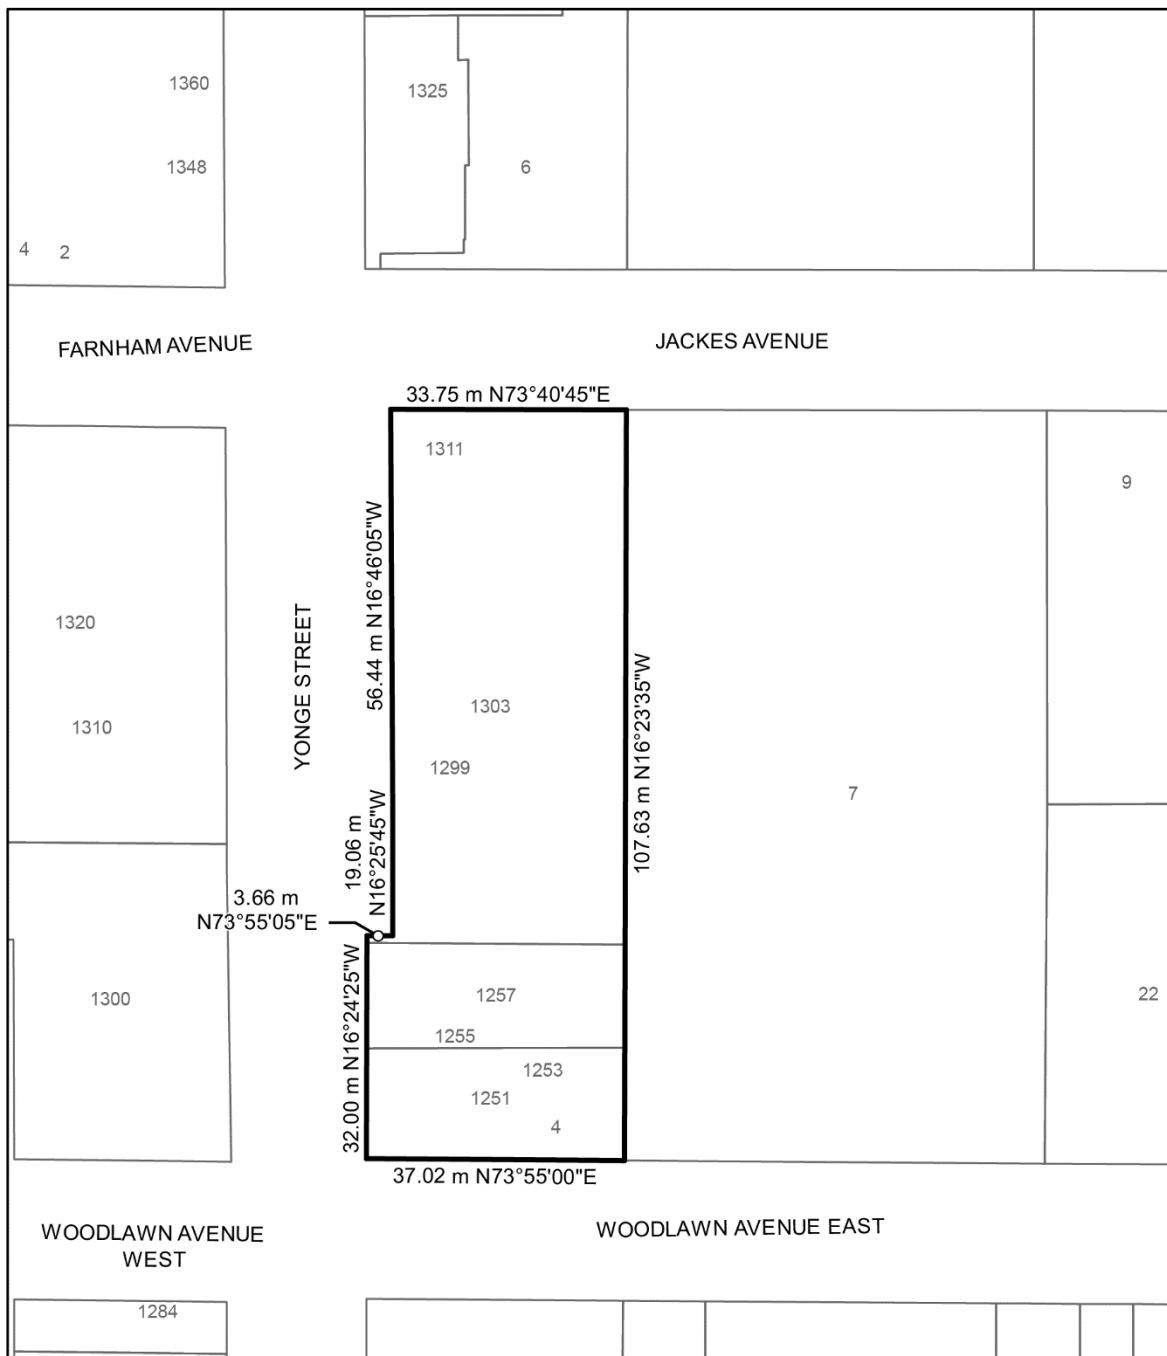 1360
1325
1348
6
4
2
FARNHAM AVENUE
JACKES AVENUE
33.75 m N73°40'45"E
1311
9
56.44 m N16°46'05"W
1320
YONGE STREET
107.63 m N16°23'35"W
1303
1310
1299
7
19.06 m
N16°25'45"W
3.66 m
N73°55'05"E
32.00 m N16°24'25"W
1300
1257
22
1255
1253
1251
4
37.02 m N73°55'00"E
WOODLAWN AVENUE
WEST
WOODLAWN AVENUE EAST
1284